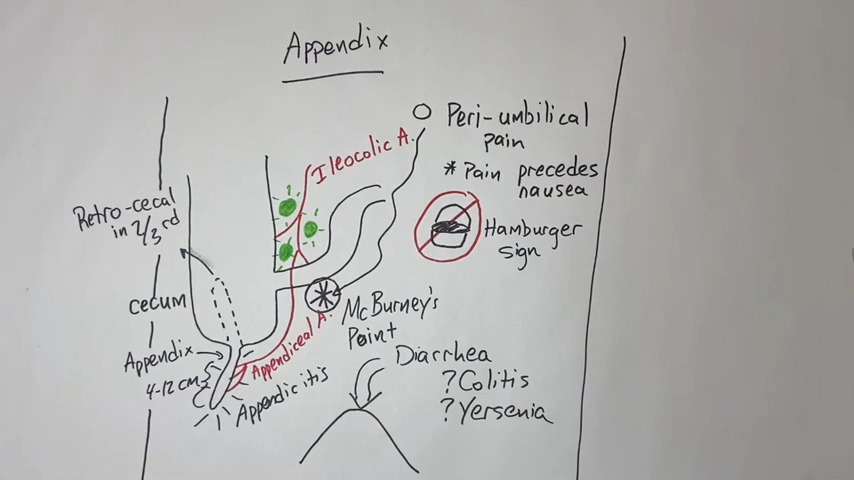 Appendix
Peri-umbilical
pain
* Pain precedes
nausea
Ileocolic A.
Retro-cecal
in 2/3rd
Hamburger
sign
cecum
McBurney's
Point
Appendiceal A.
Appendix
4-12 cm
Appendicitis
Diarrhea
? Colitis
? Yersenia